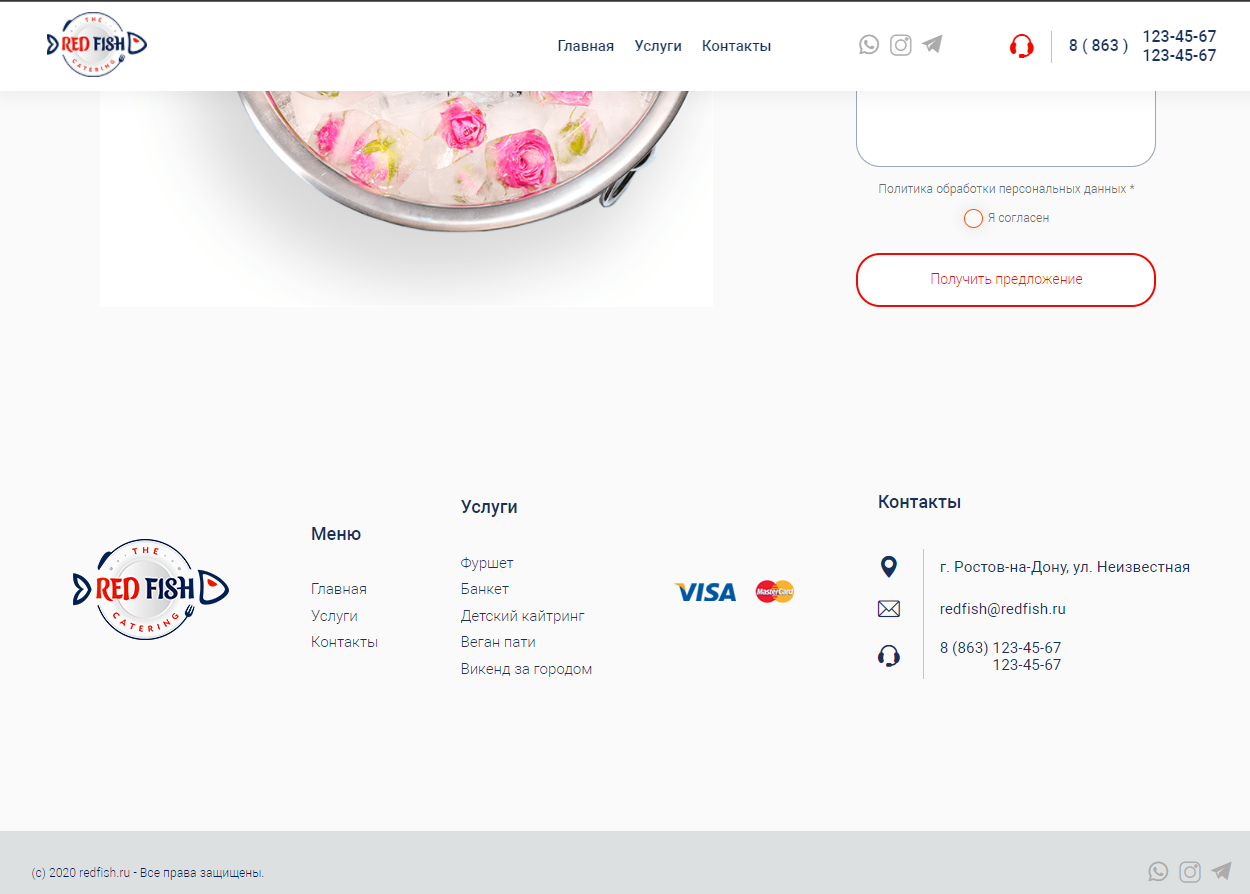 THE
RED FISH
CATERING
Главная Услуги Контакты
8 ( 863 ) 123-45-67
123-45-67
Политика обработки персональных данных *
Я согласен
Получить предложение
THE
RED FISH
CATERING
Меню
Главная
Услуги
Контакты
Услуги
Фуршет
Банкет
Детский кайтринг
Веган пати
Викенд за городом
VISA MasterCard
Контакты
г. Ростов-на-Дону, ул. Неизвестная
redfish@redfish.ru
8 (863) 123-45-67
123-45-67
(c) 2020 redfish.ru - Все права защищены.